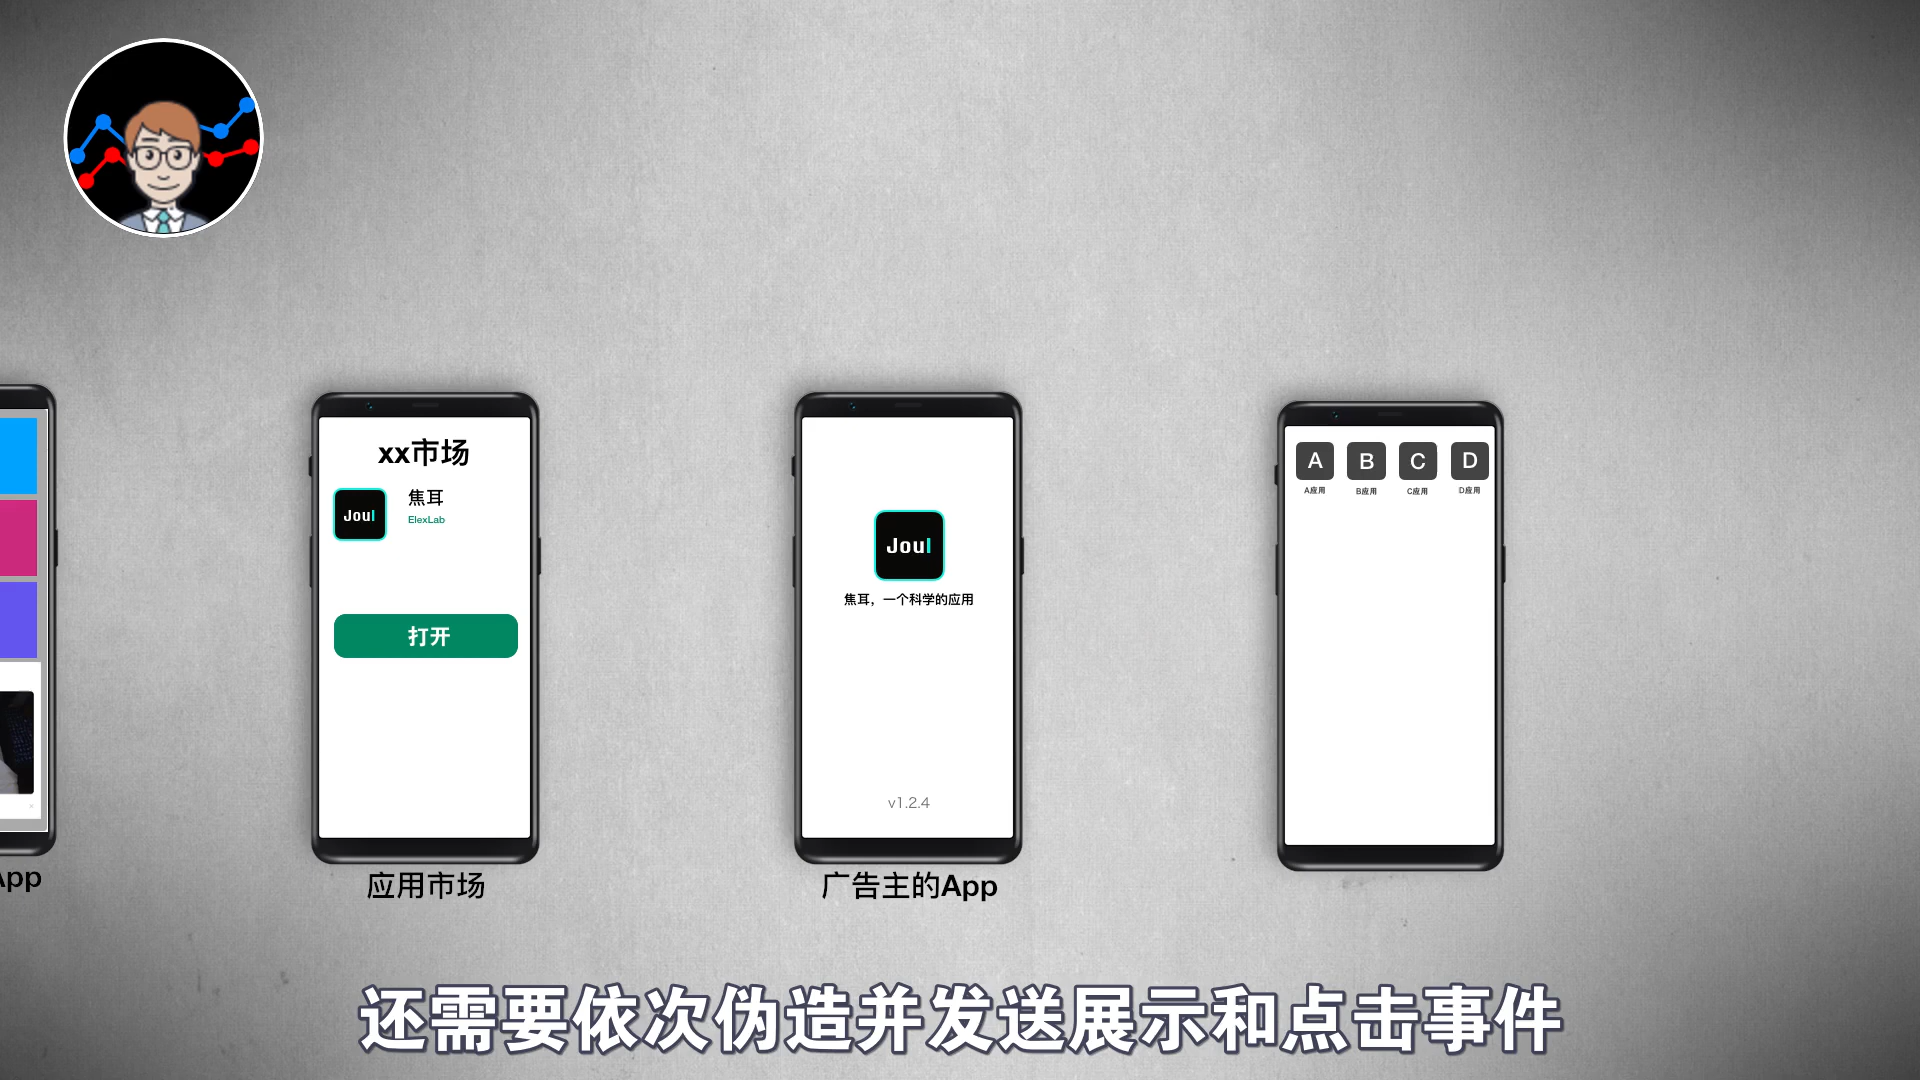 xx市场
Joul
焦耳
ElexLab
打开
应用市场
Joul
焦耳，一个科学的应用
v1.2.4
广告主的App
A B C D
A应用 B应用 C应用 D应用
App
还需要依次伪造并发送展示和点击事件